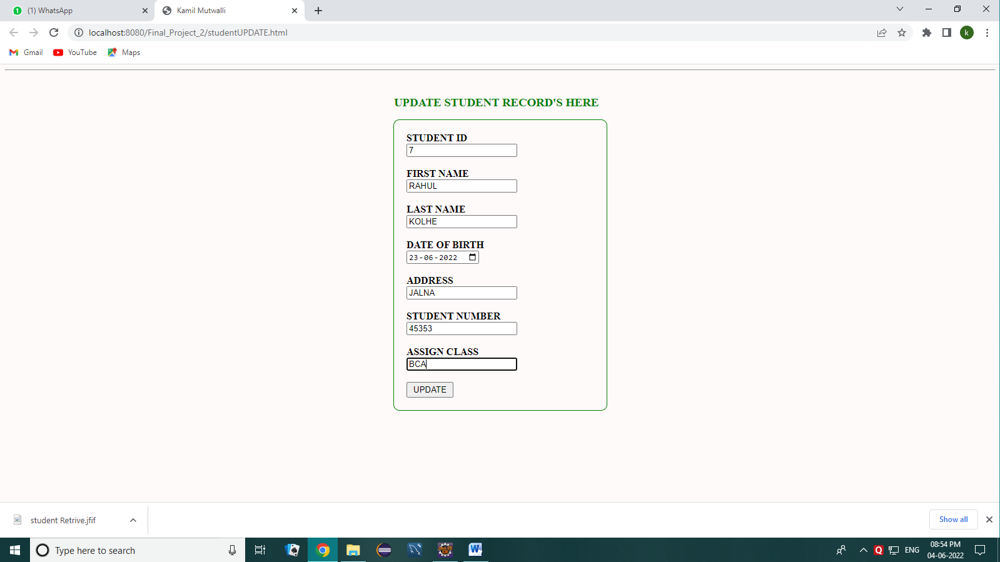 (1) WhatsApp
Kamil Mutwalli
localhost:8080/Final_Project_2/studentUPDATE.html
k
Gmail
YouTube
Maps
UPDATE STUDENT RECORD'S HERE
STUDENT ID
7
FIRST NAME
RAHUL
LAST NAME
KOLHE
DATE OF BIRTH
23-06-2022
ADDRESS
JALNA
STUDENT NUMBER
45353
ASSIGN CLASS
BCA
UPDATE
student Retrive.jfif
Show all
Type here to search
ENG
08:54 PM
04-06-2022